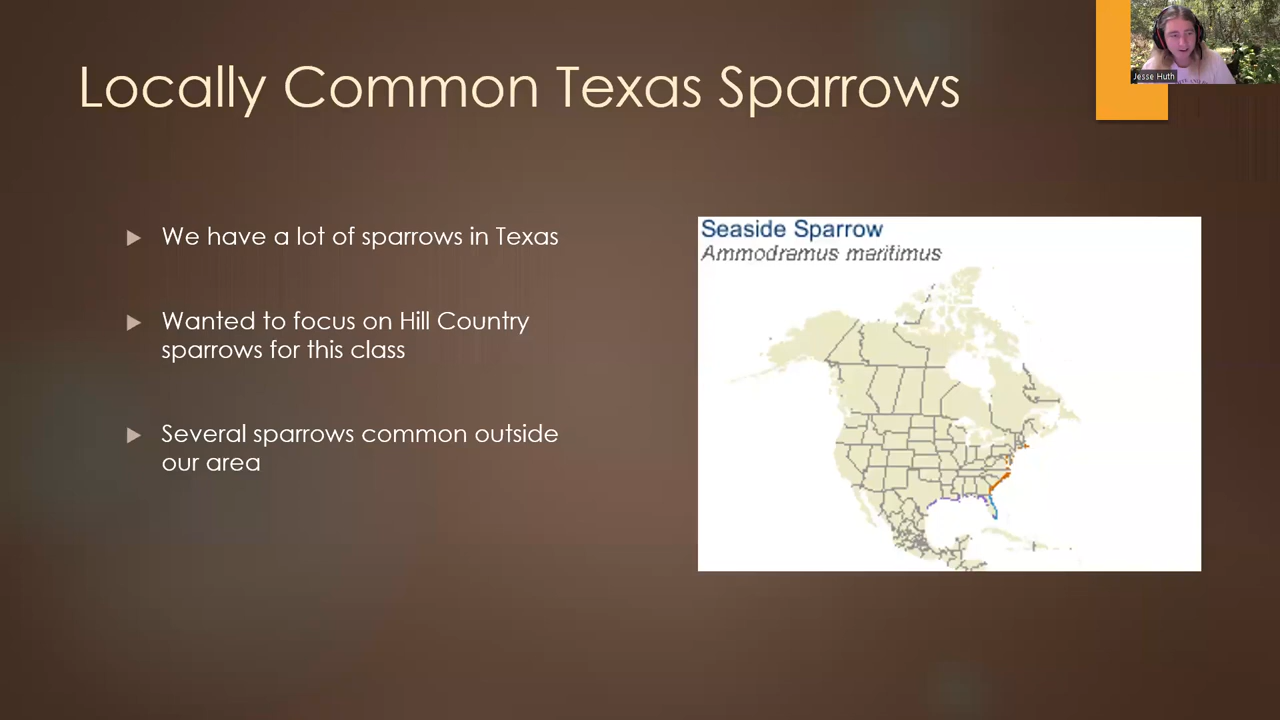 Locally Common Texas Sparrows
Jesse Huth
We have a lot of sparrows in Texas
Wanted to focus on Hill Country
sparrows for this class
Several sparrows common outside
our area
Seaside Sparrow
Ammodramus maritimus